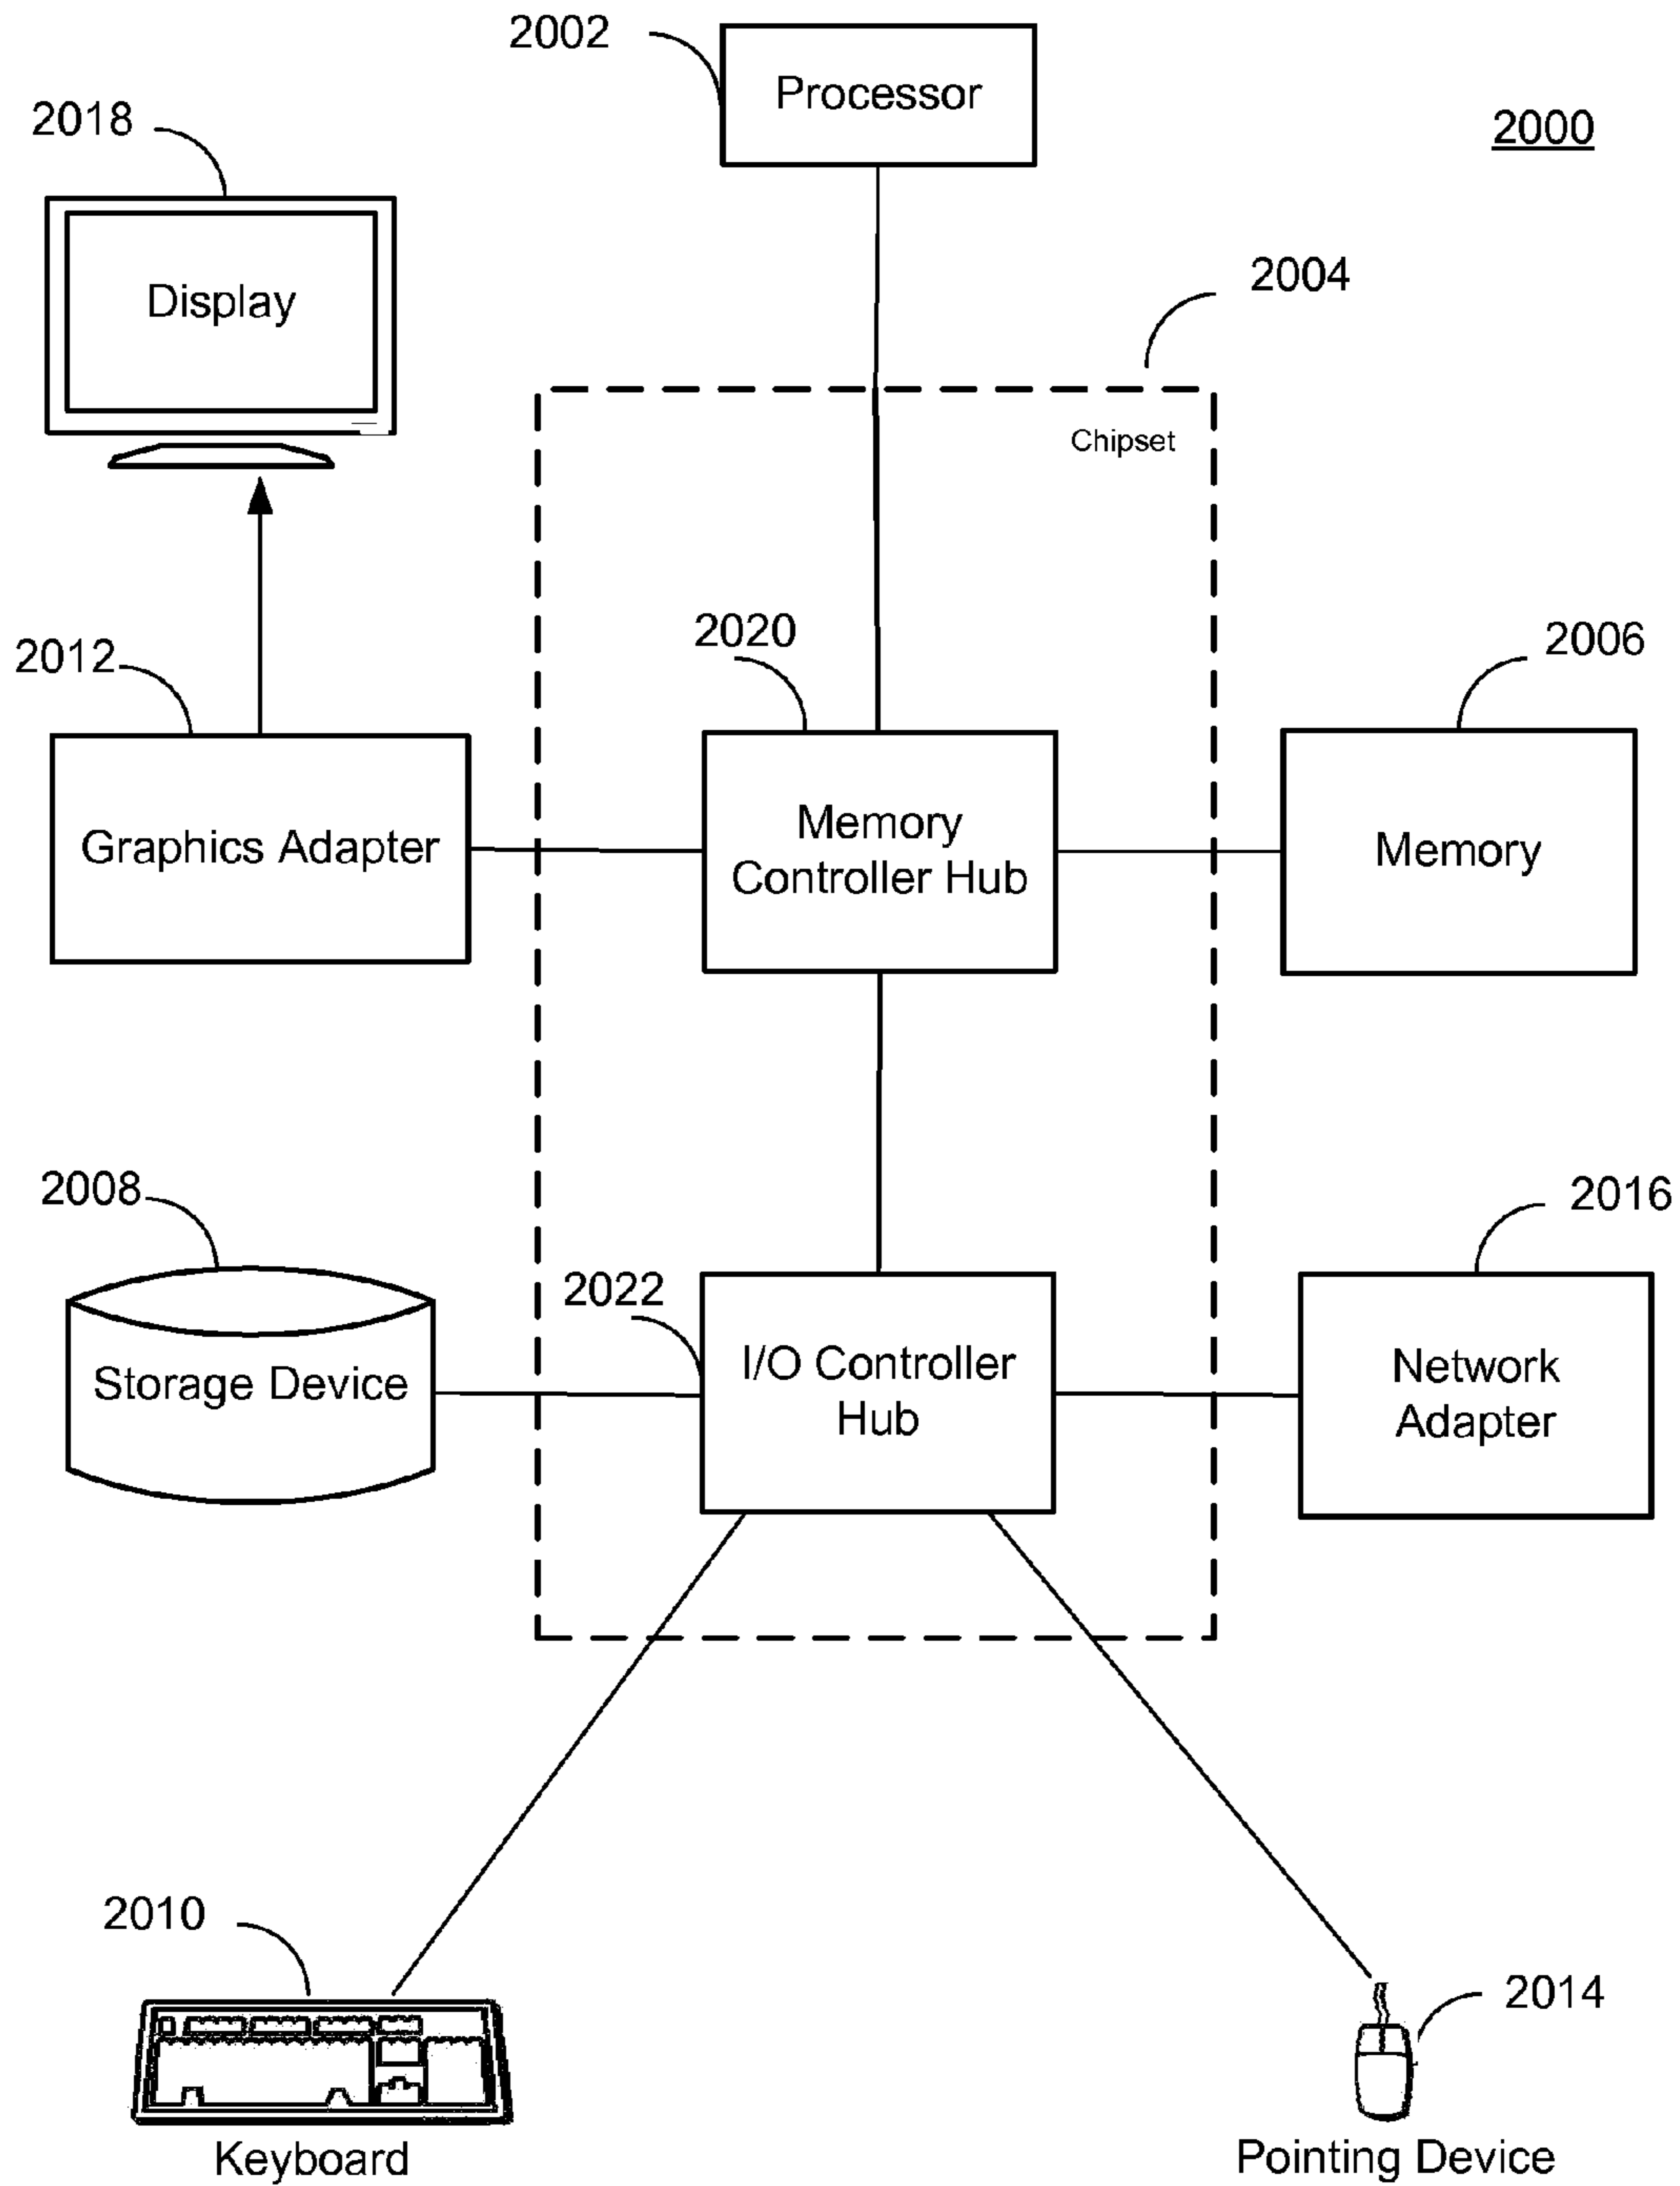 2002
Processor
2000
2018
Display
2004
Chipset
2020
2006
2012
Memory
Controller Hub
Graphics Adapter
Memory
2008
2016
2022
I/O Controller
Hub
Storage Device
Network
Adapter
2010
2014
Keyboard
Pointing Device